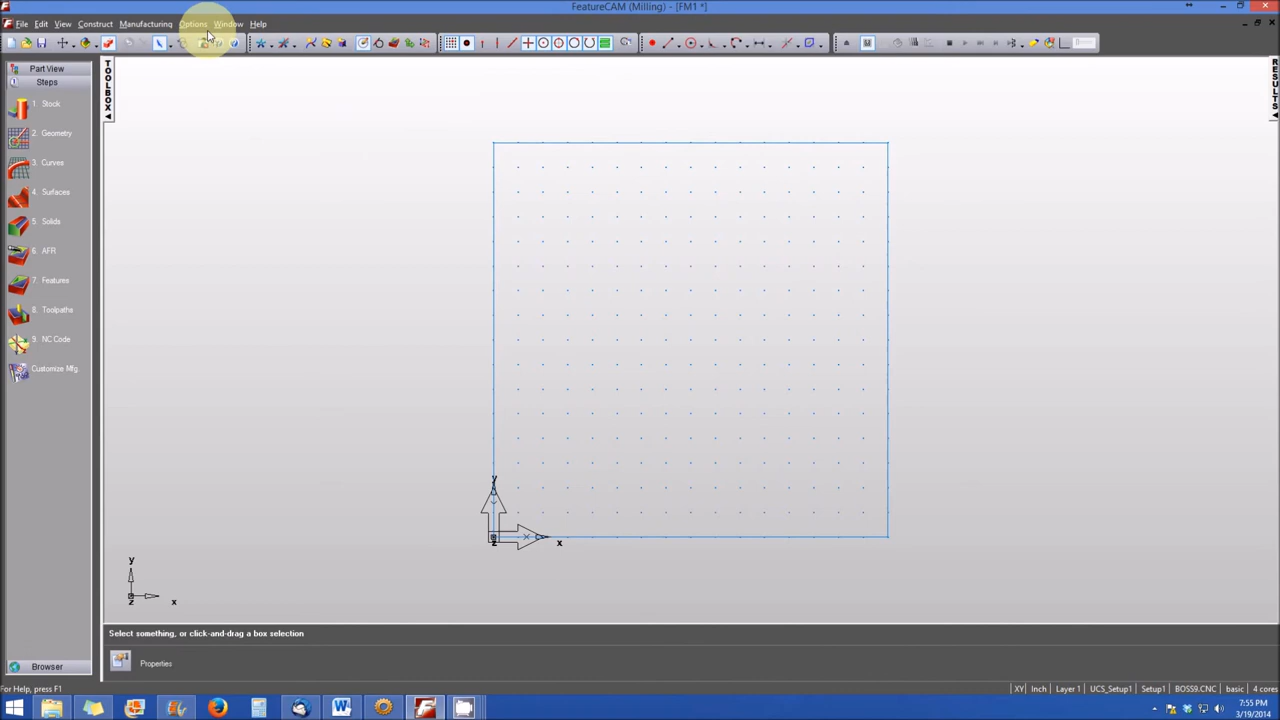 FeatureCAM (Milling) - [FM1 *]
File Edit View Construct Manufacturing Options Window Help
Part View
Steps
1. Stock
2. Geometry
3. Curves
4. Surfaces
5 Solids
6 AFR
7. Features
8. Toolpaths
9. NC Code
Customize Mfg.
Browser
TOOLBOX
RESULTS
y
z
x
y
z
x
Select something, or click-and-drag a box selection
Properties
For Help, press F1
XY Inch Layer 1 UCS_Setup1 Setup1 BOSS9.CNC basic 4 cores
7:55 PM
3/19/2014